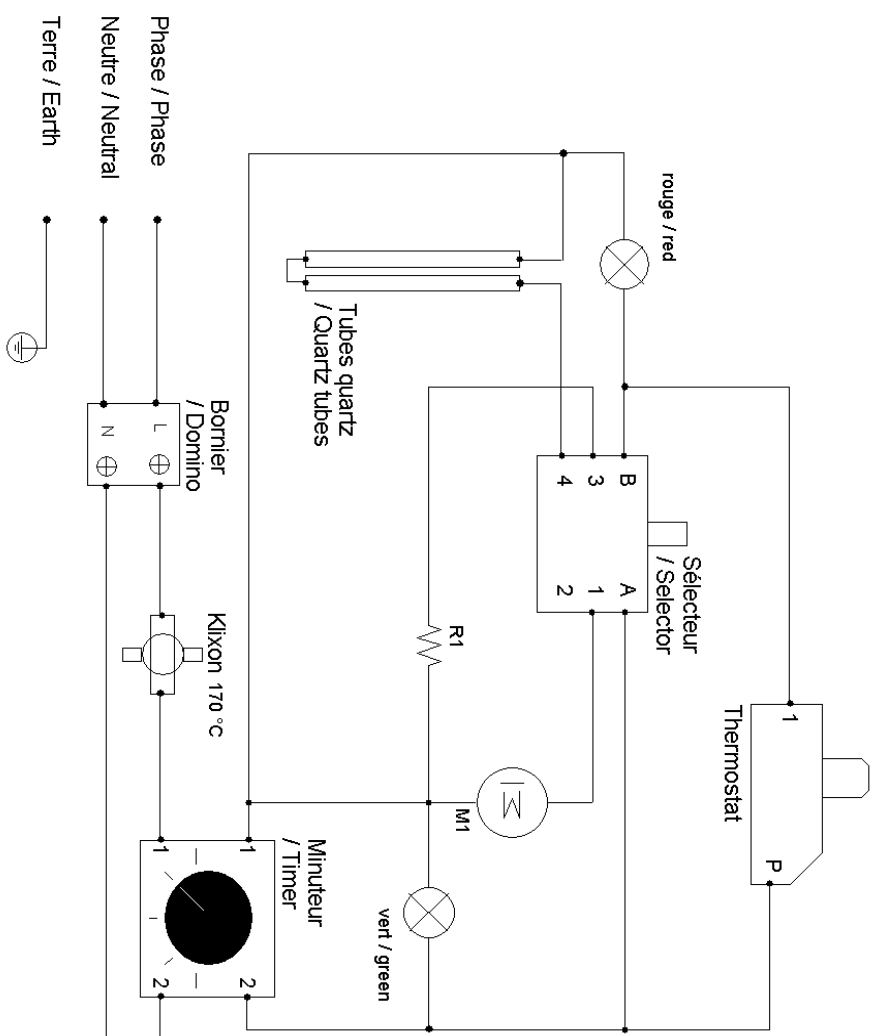 Phase / Phase
Neutre / Neutral
Terre / Earth
rouge / red
Tubes quartz
/ Quartz tubes
Bornier
/ Domino
L
N
Sélecteur
/ Selector
B
3
4
A
1
2
R1
Klixon 170 °C
Thermostat
1
P
M
M1
Minuteur
/ Timer
1
1
2
2
vert / green